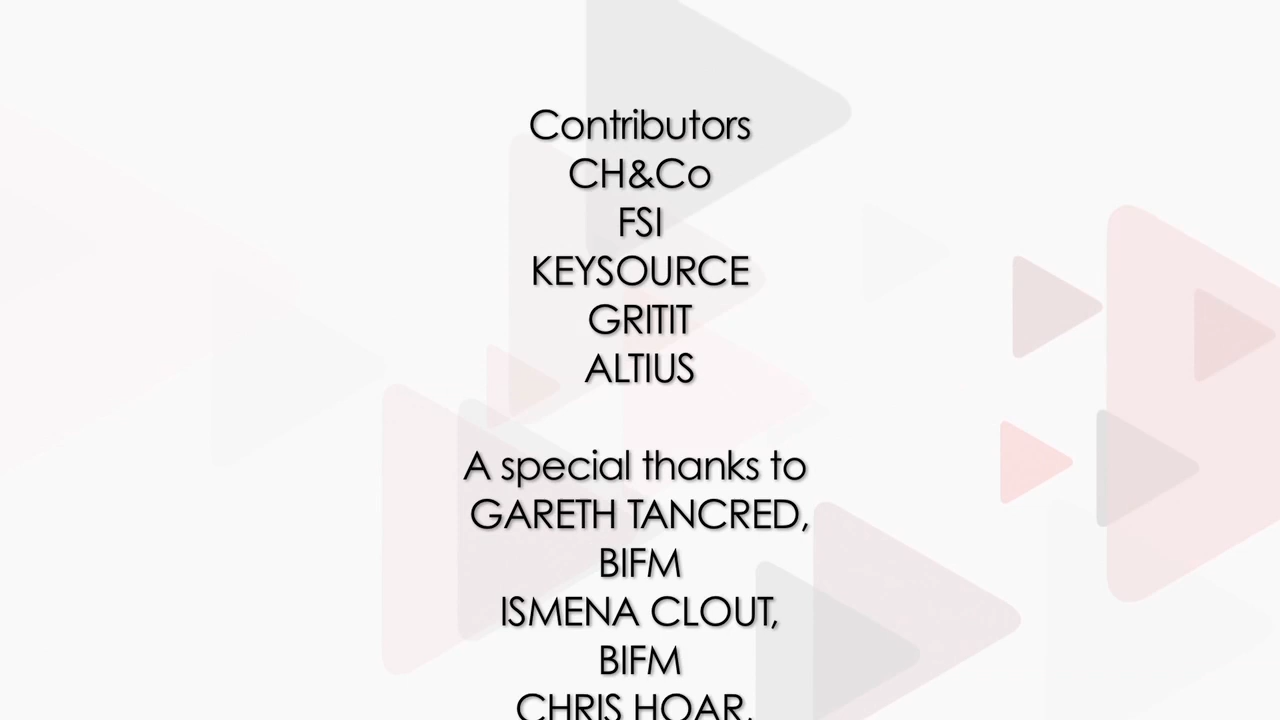 Contributors
CH&Co
FSI
KEYSOURCE
GRITIT
ALTIUS
A special thanks to
GARETH TANCRED,
BIFM
ISMENA CLOUT,
BIFM
CHRIS HOAR,